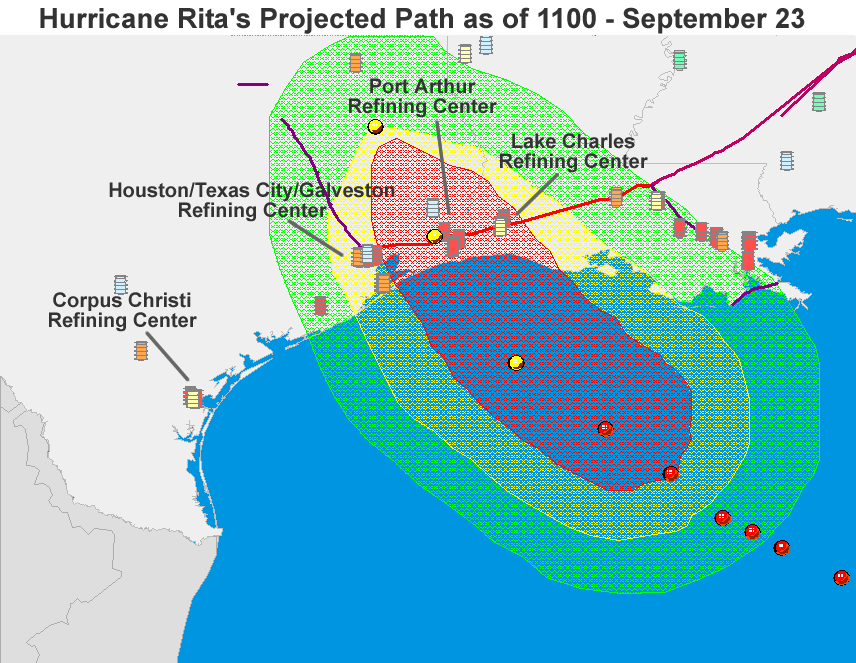 Hurricane Rita's Projected Path as of 1100 - September 23
Port Arthur
Refining Center
Lake Charles
Refining Center
Houston/Texas City/Galveston
Refining Center
Corpus Christi
Refining Center